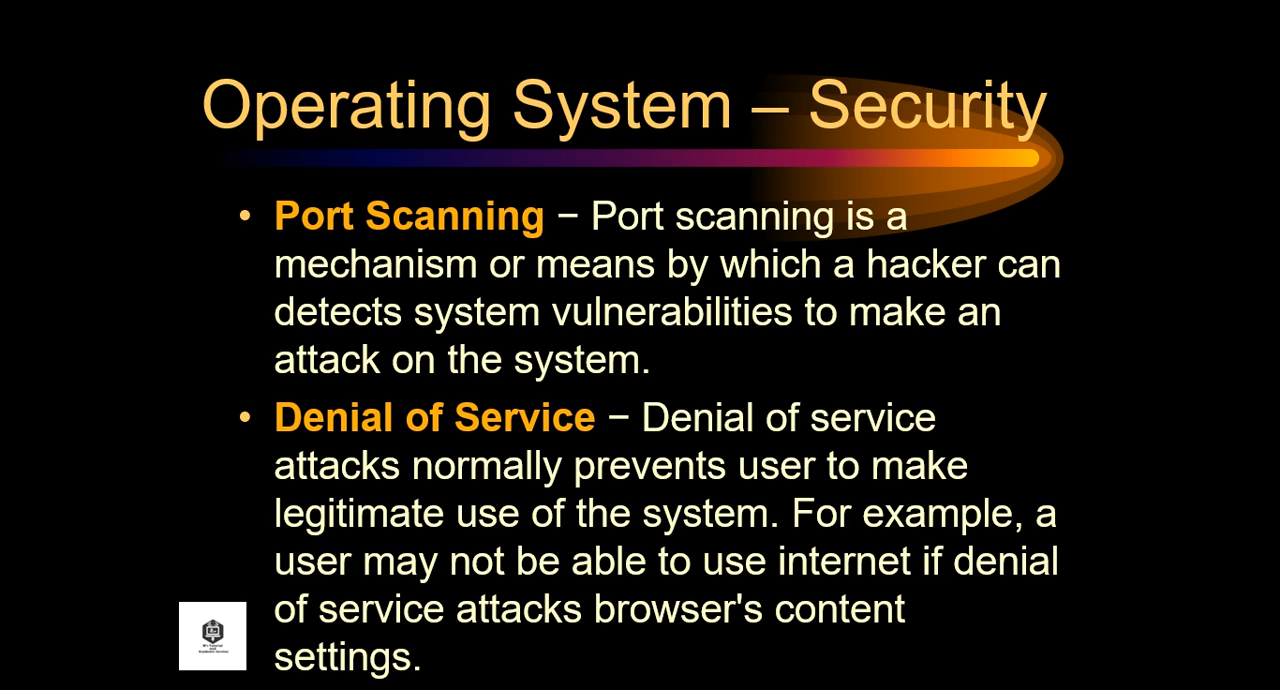 Operating System – Security
• Port Scanning − Port scanning is a
mechanism or means by which a hacker can
detects system vulnerabilities to make an
attack on the system.
• Denial of Service − Denial of service
attacks normally prevents user to make
legitimate use of the system. For example, a
user may not be able to use internet if denial
of service attacks browser's content
settings.